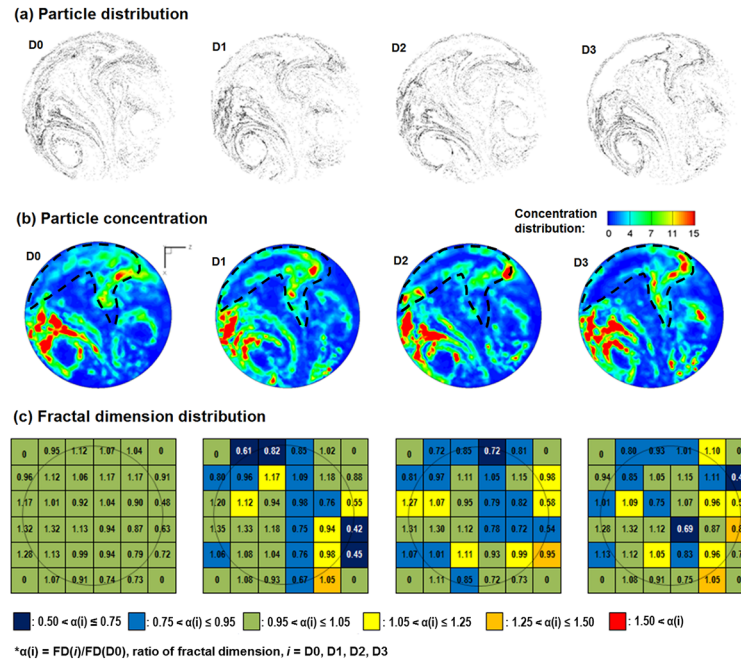 (a) Particle distribution
D0 D1 D2 D3
(b) Particle concentration
Concentration distribution:
0 4 7 11 15
D0 D1 D2 D3
z
x
(c) Fractal dimension distribution
0 0.95 1.12 1.07 1.04 0
0.96 1.12 1.06 1.17 1.17 0.91
1.17 1.01 0.92 1.04 0.90 0.48
1.32 1.32 1.13 0.94 0.87 0.63
1.28 1.13 0.99 0.94 0.79 0.72
0 1.07 0.91 0.74 0.73 0
0 0.61 0.82 0.85 1.02 0
0.80 0.96 1.17 1.09 1.18 0.88
1.20 1.12 0.94 0.98 0.76 0.55
1.35 1.33 1.18 0.75 0.94 0.42
1.06 1.08 1.04 0.76 0.98 0.45
0 1.08 0.93 0.67 1.05 0
0 0.72 0.85 0.72 0.81 0
0.81 0.97 1.11 1.05 1.15 0.98
1.27 1.07 0.95 0.79 0.82 0.58
1.31 1.30 1.12 0.78 0.72 0.54
1.07 1.01 1.11 0.93 0.99 0.95
0 1.11 0.85 0.72 0.73 0
0 0.80 0.93 1.01 1.10 0
0.94 0.85 1.05 1.15 1.11
1.01 1.09 0.75 1.07 0.96
1.28 1.32 1.12 0.69 0.87
1.13 1.12 1.05 0.83 0.96
0 1.08 0.91 0.75 1.05 0
: 0.50 < α(i) ≦ 0.75 : 0.75 < α(i) ≤ 0.95 : 0.95 < α(i) ≤ 1.05 : 1.05 < α(i) ≤ 1.25 : 1.25 < α(i) ≤ 1.50 : 1.50 < α(i)
*α(i) = FD(i)/FD(D0), ratio of fractal dimension, i = D0, D1, D2, D3